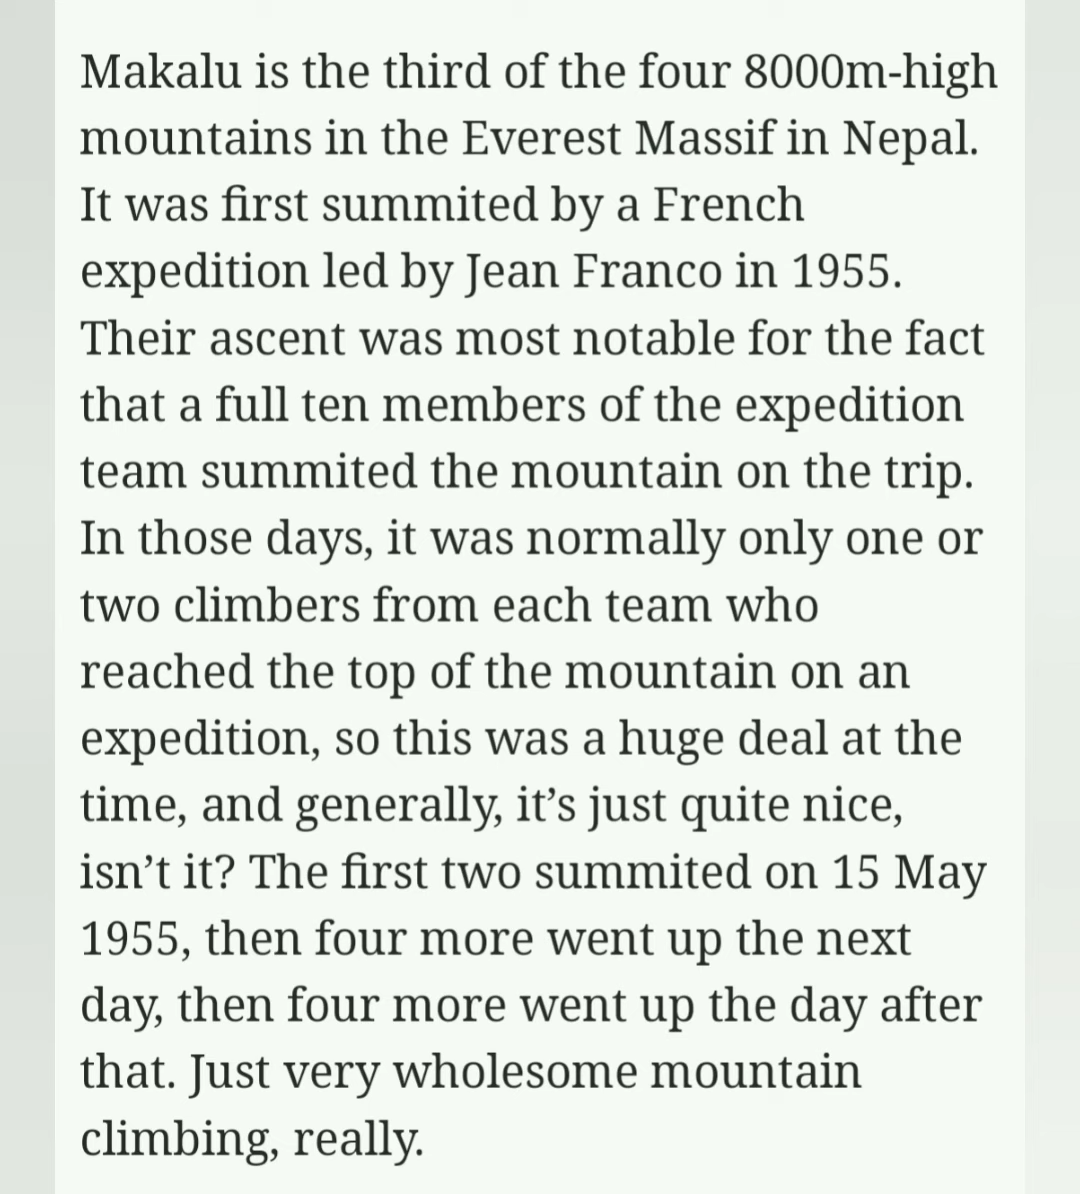 Makalu is the third of the four 8000m-high
mountains in the Everest Massif in Nepal.
It was first summited by a French
expedition led by Jean Franco in 1955.
Their ascent was most notable for the fact
that a full ten members of the expedition
team summited the mountain on the trip.
In those days, it was normally only one or
two climbers from each team who
reached the top of the mountain on an
expedition, so this was a huge deal at the
time, and generally, it’s just quite nice,
isn’t it? The first two summited on 15 May
1955, then four more went up the next
day, then four more went up the day after
that. Just very wholesome mountain
climbing, really.